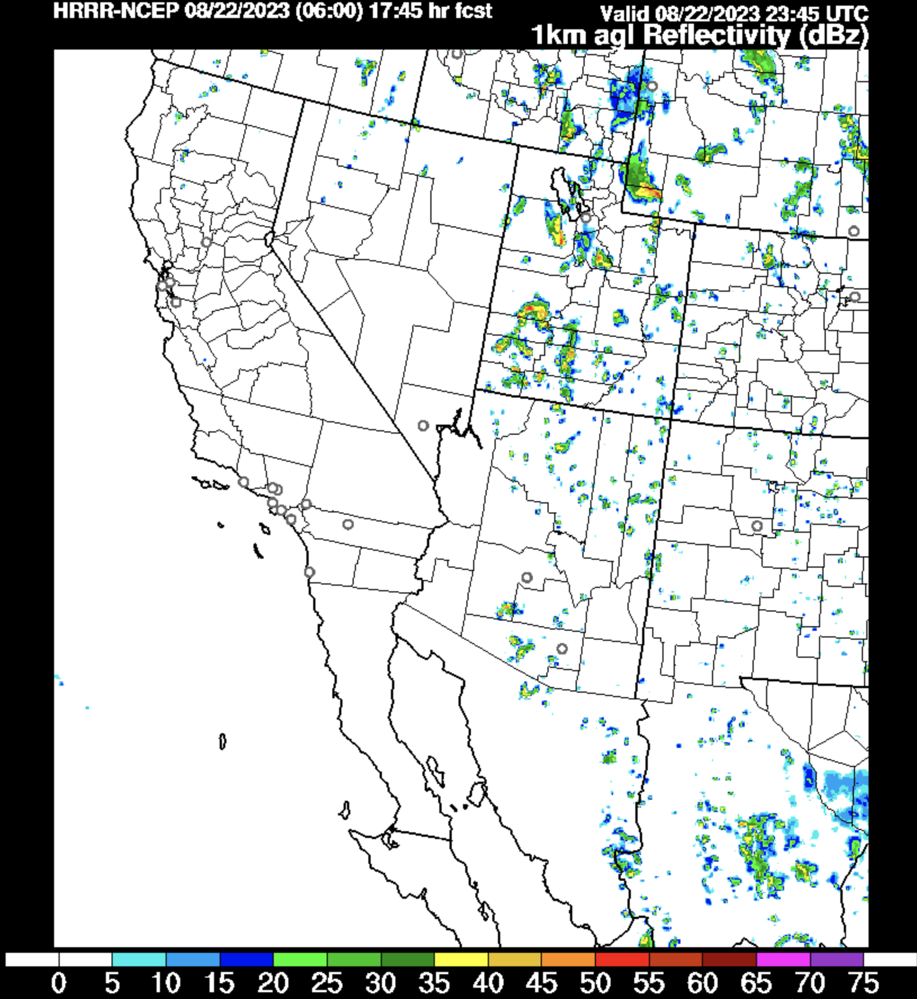 HRRR-NCEP 08/22/2023 (06:00) 17:45 hr fcst
Valid 08/22/2023 23:45 UTC
1km agl Reflectivity (dBz)
0 5 10 15 20 25 30 35 40 45 50 55 60 65 70 75